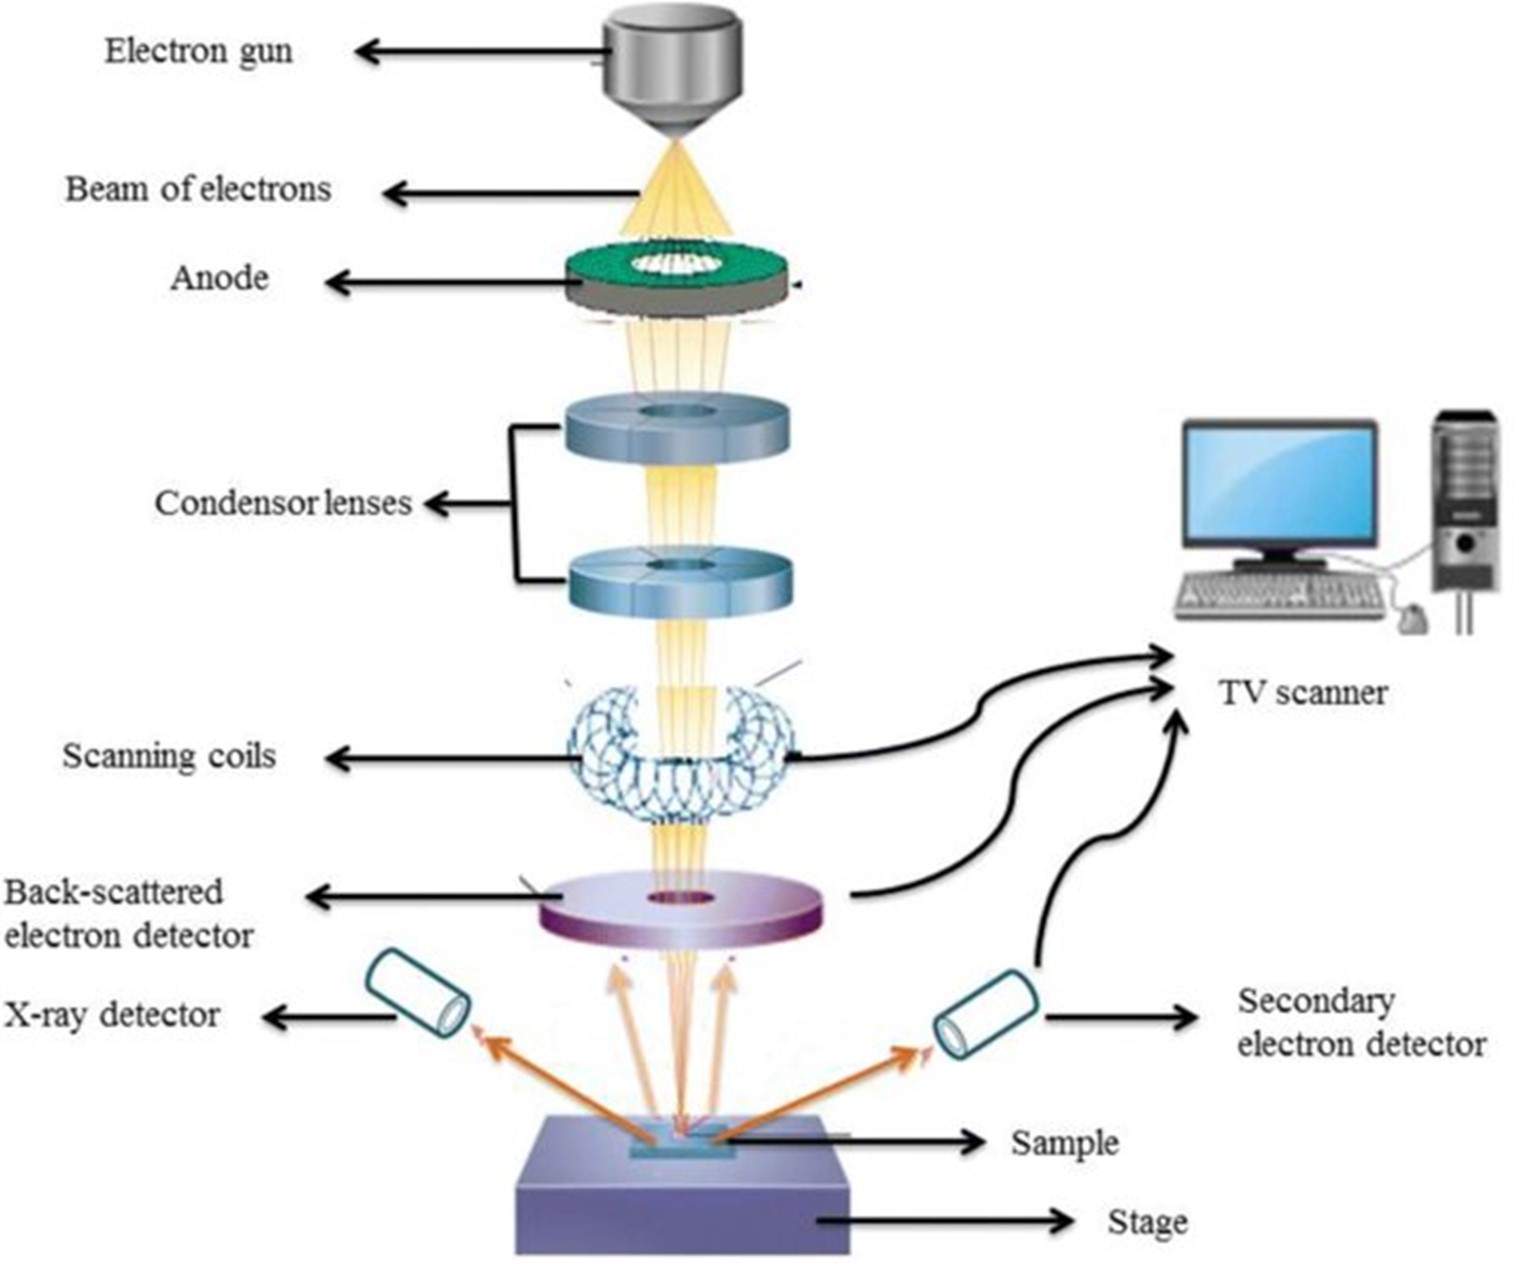 Electron gun
Beam of electrons
Anode
Condensor lenses
Scanning coils
TV scanner
Back-scattered
electron detector
X-ray detector
Secondary
electron detector
Sample
Stage